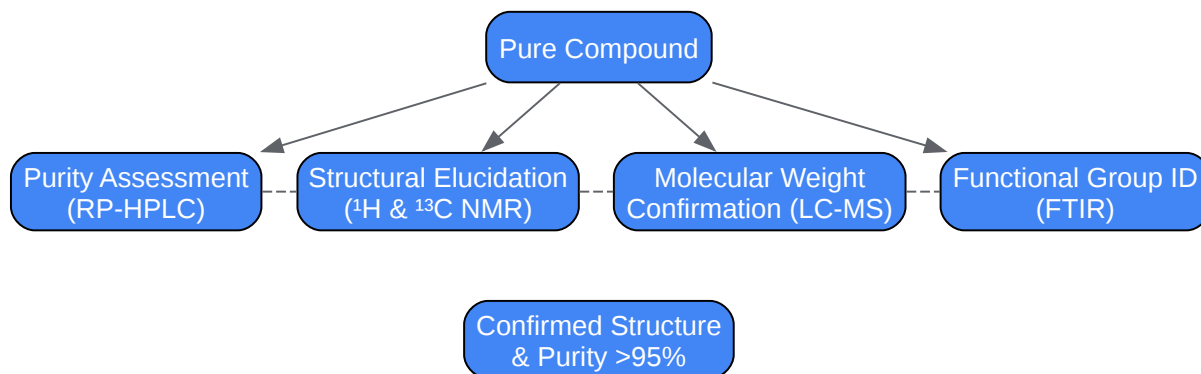 Pure Compound
Purity Assessment
(RP-HPLC)
Structural Elucidation
(¹H & ¹³C NMR)
Molecular Weight
Confirmation (LC-MS)
Functional Group ID
(FTIR)
Confirmed Structure
& Purity >95%